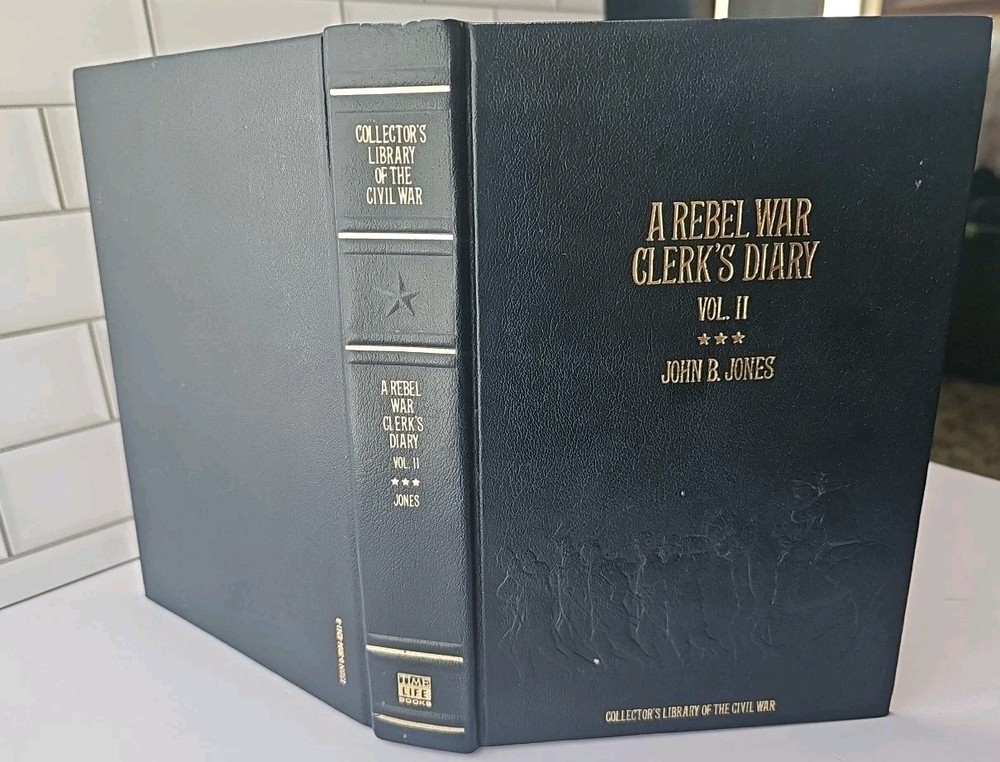 COLLECTOR'S
LIBRARY
OF THE
CIVIL WAR
A REBEL
WAR
CLERK'S
DIARY
VOL. II
JONES
TIME
LIFE
BOOKS
A REBEL WAR
CLERK'S DIARY
VOL. II
JOHN B. JONES
COLLECTOR'S LIBRARY OF THE CIVIL WAR